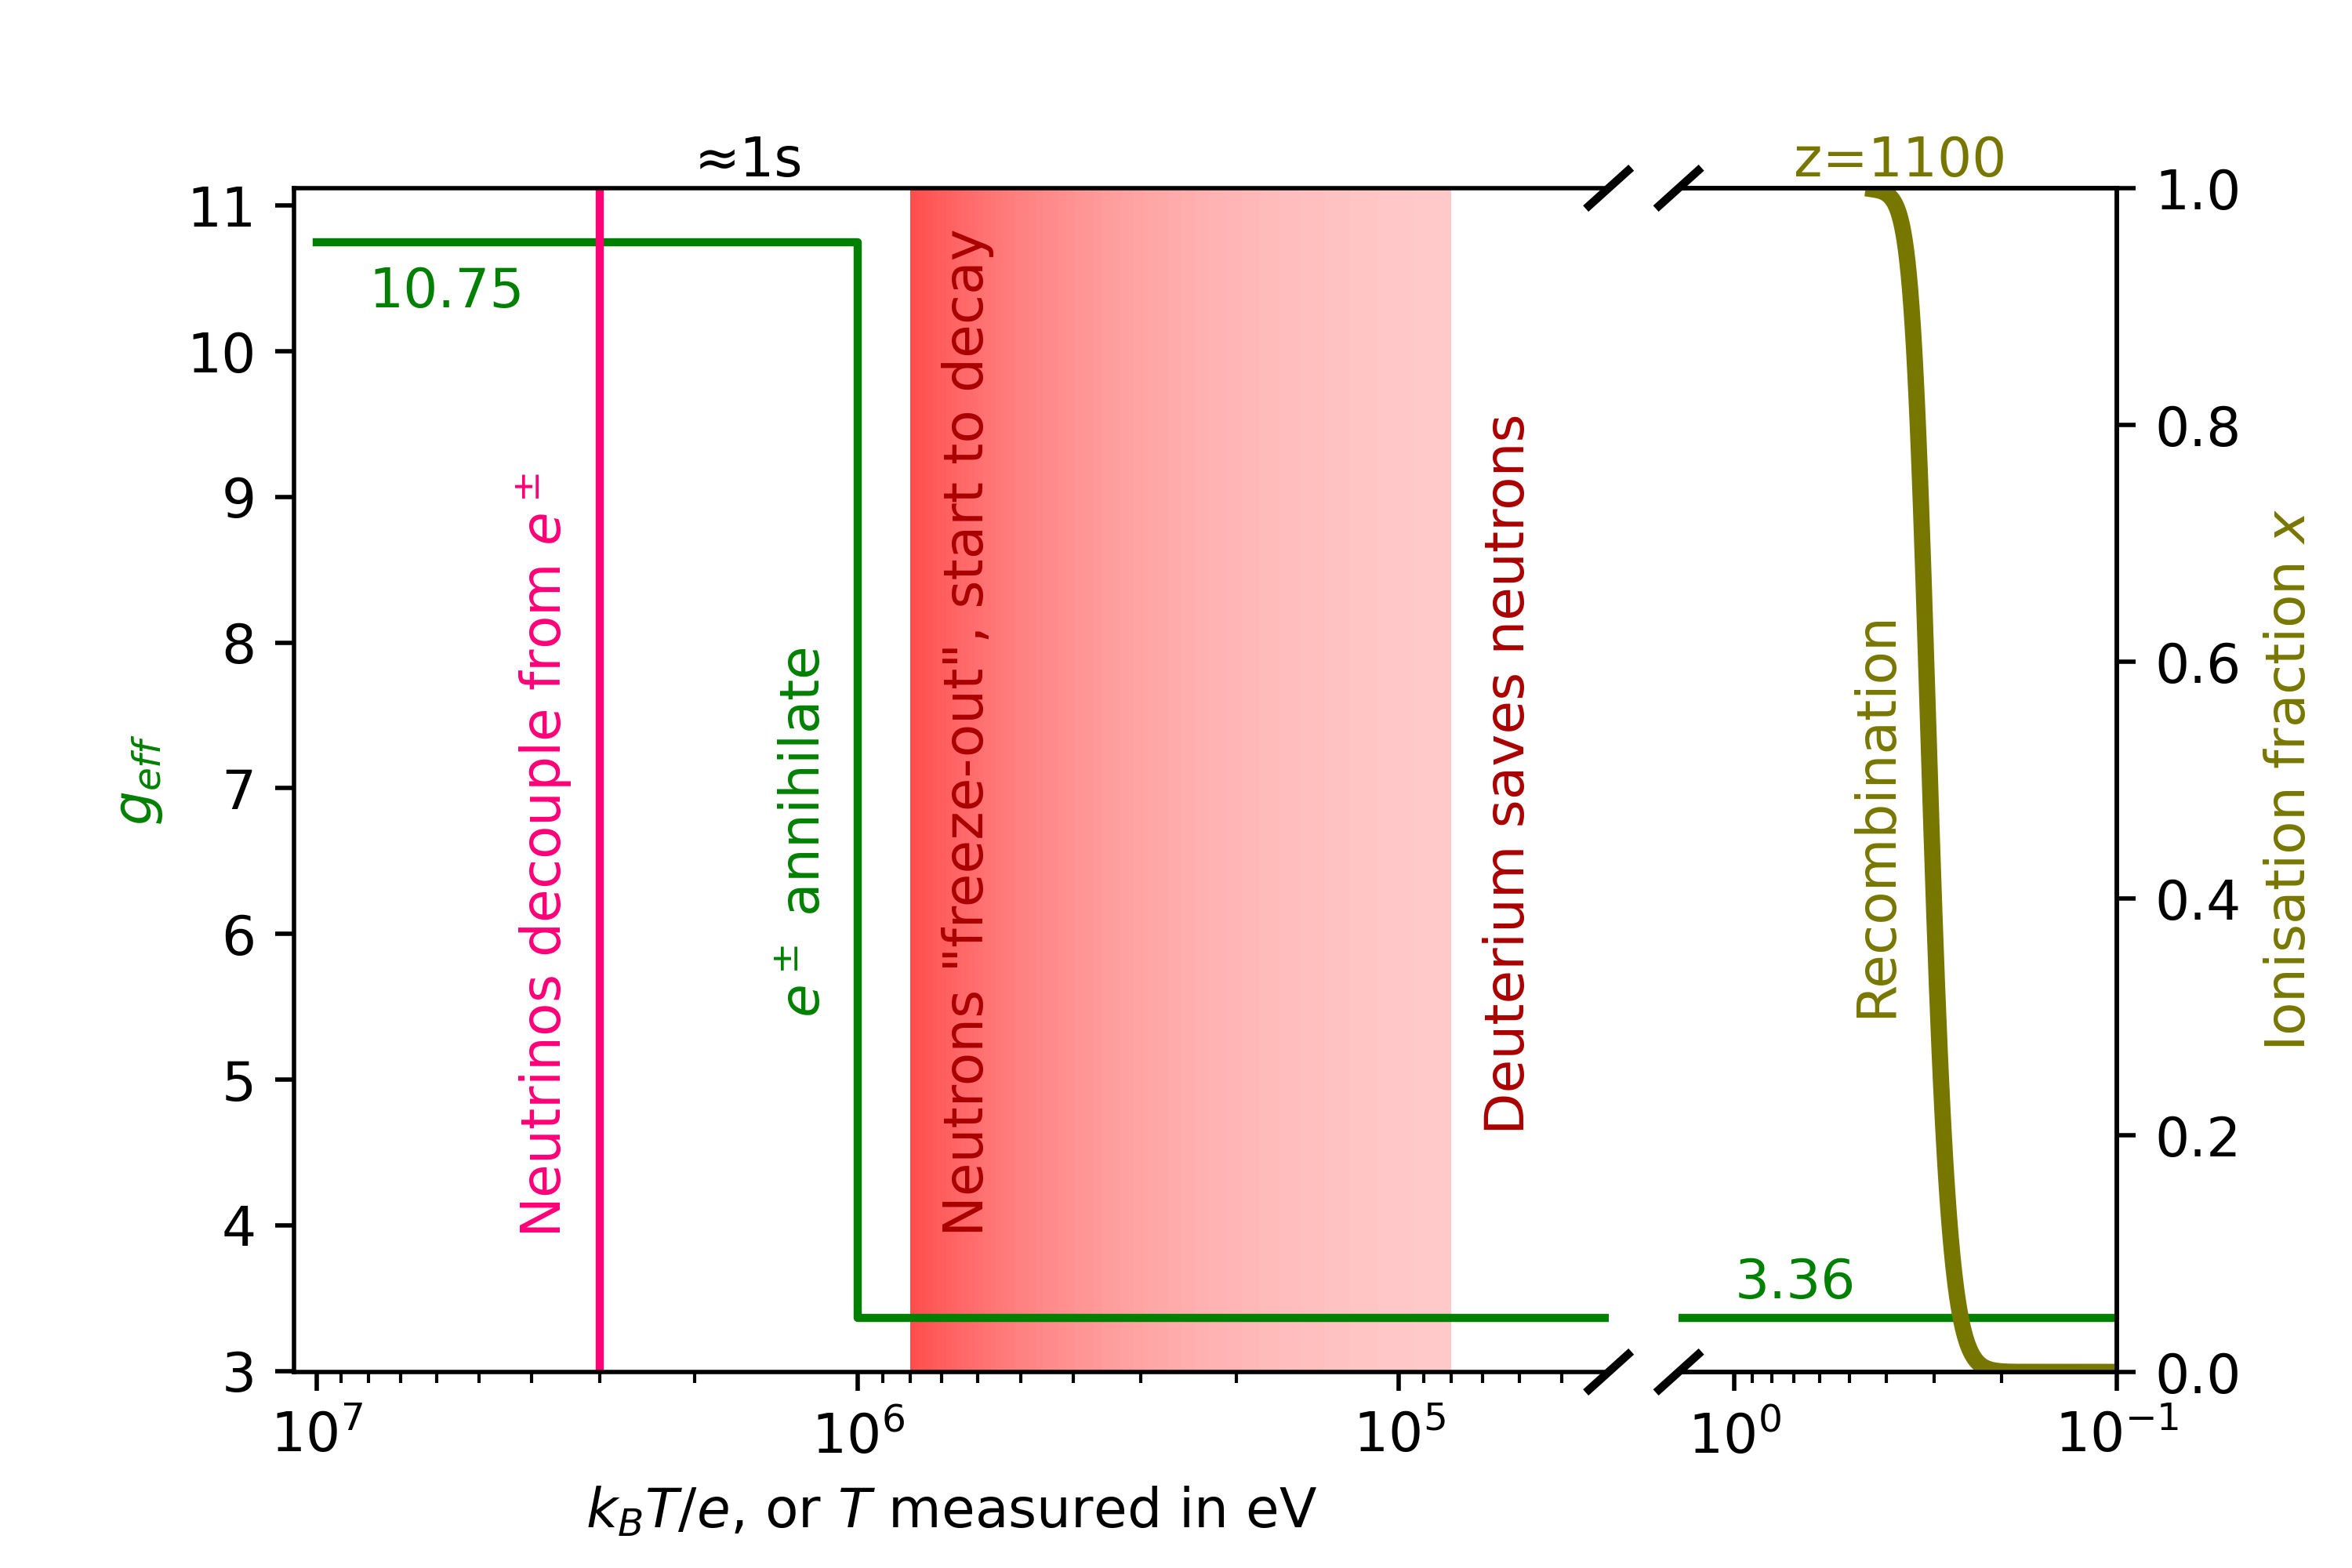 ≈1s
z=1100
11
10
9
8
7
6
5
4
3
g_eff
10.75
Neutrinos decouple from e^±
e^± annihilate
Neutrons "freeze-out", start to decay
Deuterium saves neutrons
Recombination
3.36
1.0
0.8
0.6
0.4
0.2
0.0
Ionisation fraction x
10^7 10^6 10^5 10^0 10^−1
k_BT/e, or T measured in eV